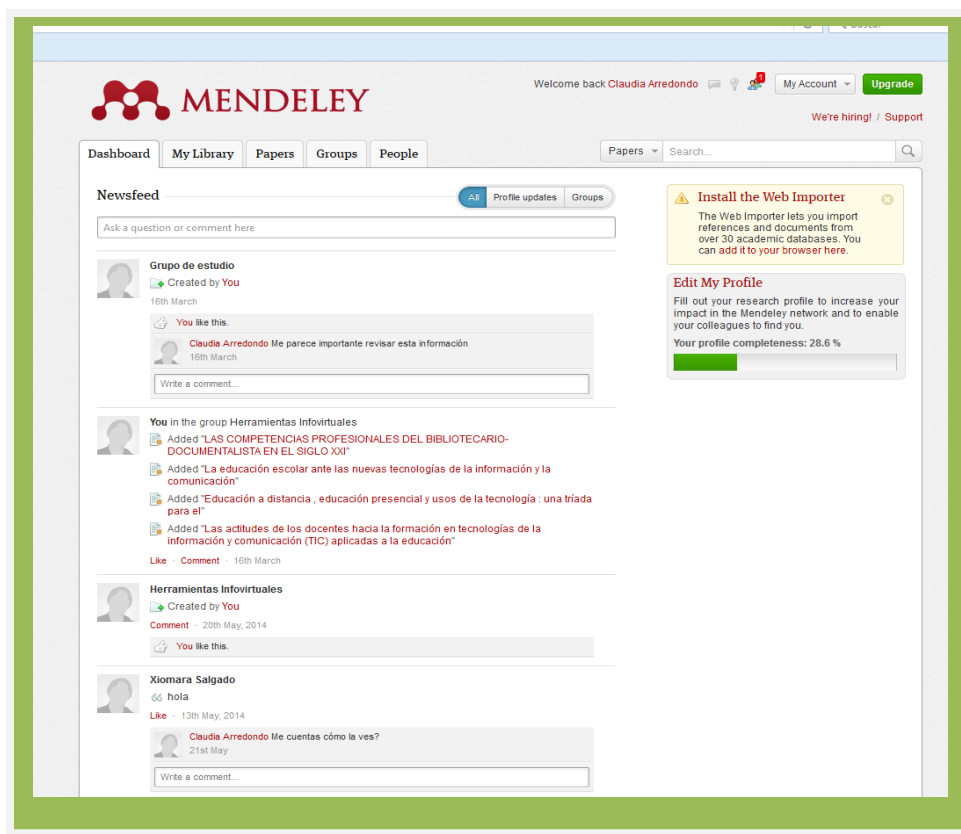 MENDELEY
Welcome back Claudia Arredondo 1 My Account Upgrade
We're hiring! / Support
Dashboard My Library Papers Groups People Papers Search...
Newsfeed All Profile updates Groups
Ask a question or comment here
Grupo de estudio
Created by You
16th March
You like this.
Claudia Arredondo Me parece importante revisar esta información
16th March
Write a comment...
You in the group Herramientas Infovirtuales
Added "LAS COMPETENCIAS PROFESIONALES DEL BIBLIOTECARIO-
DOCUMENTALISTA EN EL SIGLO XXI"
Added "La educación escolar ante las nuevas tecnologías de la información y la
comunicación"
Added "Educación a distancia , educación presencial y usos de la tecnología : una tríada
para el"
Added "Las actitudes de los docentes hacia la formación en tecnologías de la
información y comunicación (TIC) aplicadas a la educación"
Like · Comment · 16th March
Herramientas Infovirtuales
Created by You
Comment · 20th May, 2014
You like this.
Xiomara Salgado
hola
Like · 13th May, 2014
Claudia Arredondo Me cuentas cómo la ves?
21st May
Write a comment...
Install the Web Importer
The Web Importer lets you import
references and documents from
over 30 academic databases. You
can add it to your browser here.
Edit My Profile
Fill out your research profile to increase your
impact in the Mendeley network and to enable
your colleagues to find you.
Your profile completeness: 28.6 %